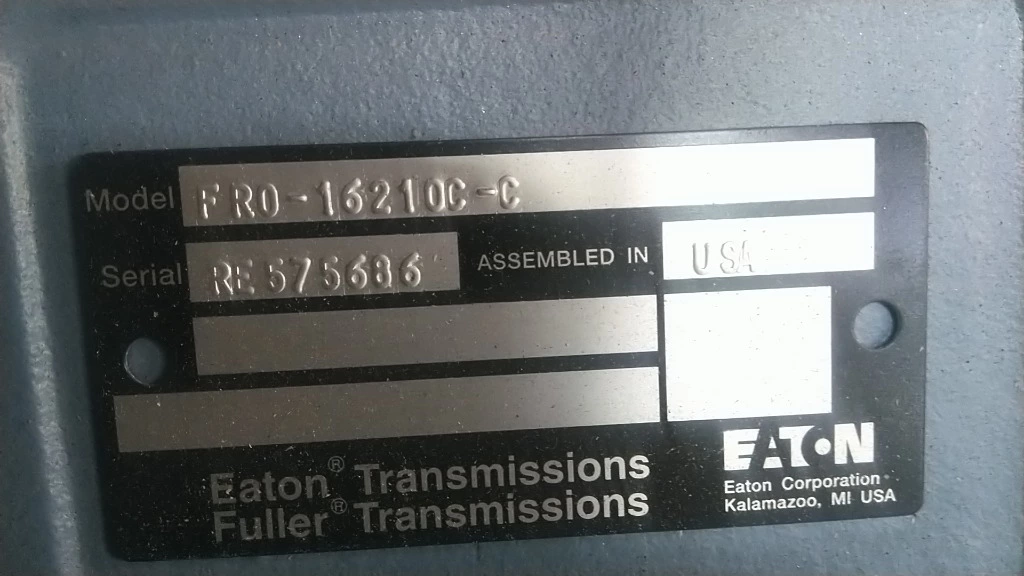 Model FRO-16210C-C
Serial RE575686 ASSEMBLED IN USA
Eaton® Transmissions
Fuller® Transmissions
EATON
Eaton Corporation
Kalamazoo, MI USA